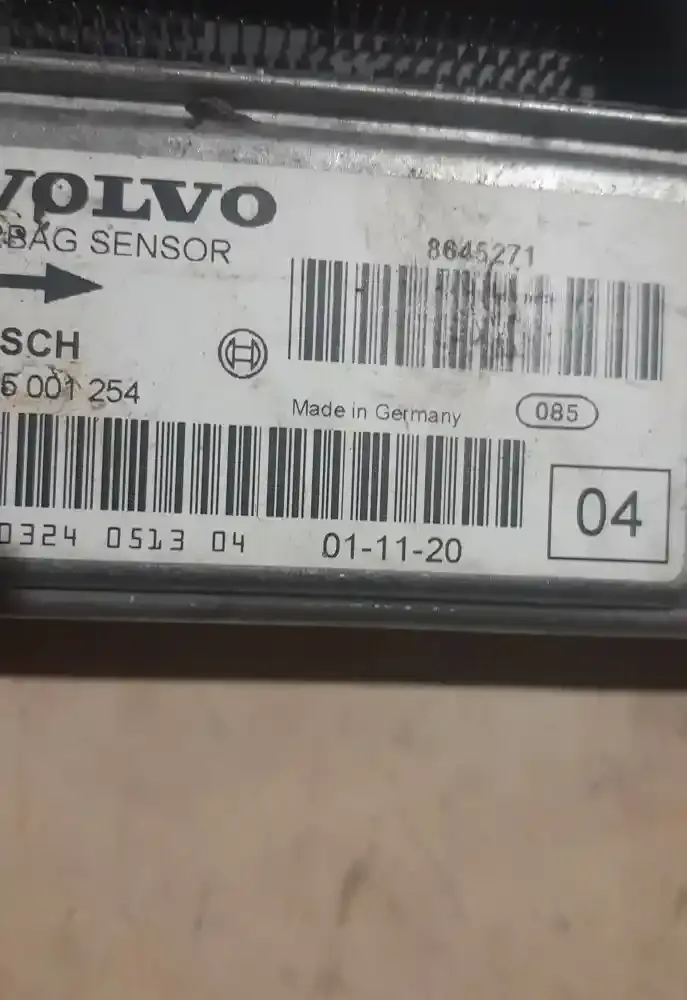 VOLVO
BAG SENSOR
8645271
SCH
5 001 254
Made in Germany
085
04
0324 0513 04
01-11-20